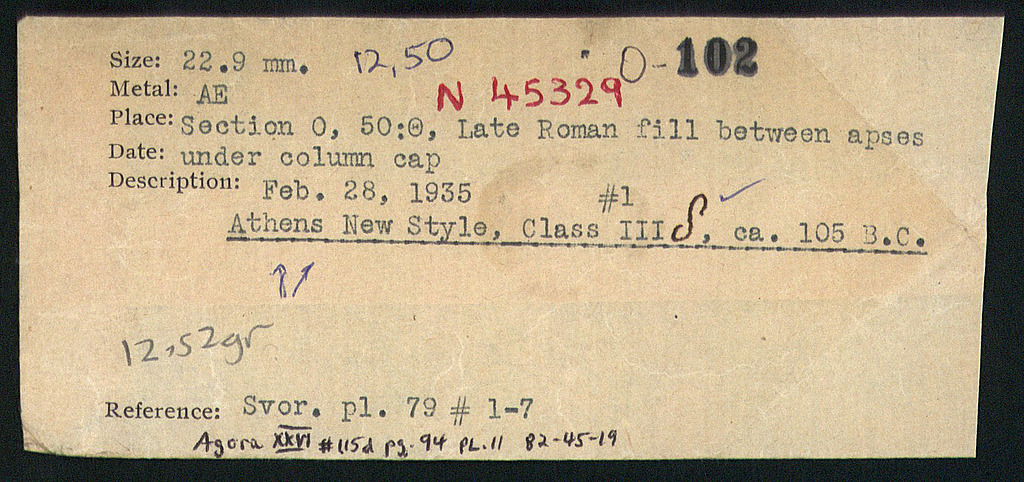 Size: 22.9 mm. 12,50 O-102
Metal: AE N 45329
Place: Section O, 50:Θ, Late Roman fill between apses
Date: under column cap
Description: Feb. 28, 1935 #1
Athens New Style, Class III δ, ca. 105 B.C.
↑↗
12,52gr
Reference: Svor. pl. 79 # 1-7
Agora XXVI #115d pg. 94 PL. 11 82-45-19